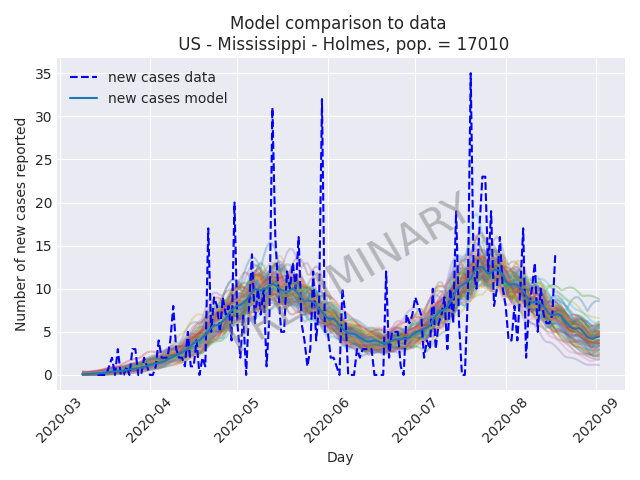 Model comparison to data
US - Mississippi - Holmes, pop. = 17010
new cases data
new cases model
Number of new cases reported
35
30
25
20
15
10
5
0
PRELIMINARY
2020-03
2020-04
2020-05
2020-06
2020-07
2020-08
2020-09
Day